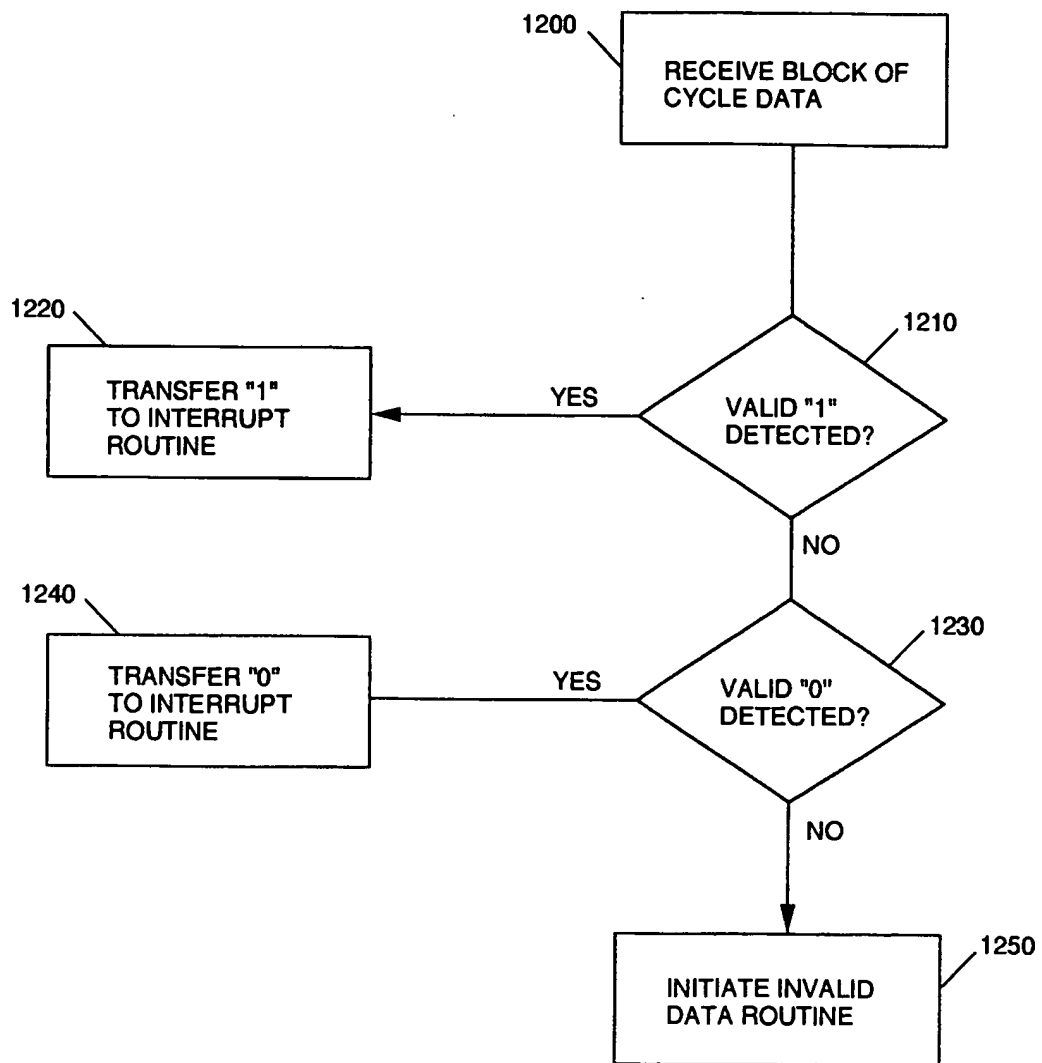 1200
RECEIVE BLOCK OF
CYCLE DATA
1210
VALID "1"
DETECTED?
YES
1220
TRANSFER "1"
TO INTERRUPT
ROUTINE
NO
1230
VALID "0"
DETECTED?
YES
1240
TRANSFER "0"
TO INTERRUPT
ROUTINE
NO
1250
INITIATE INVALID
DATA ROUTINE